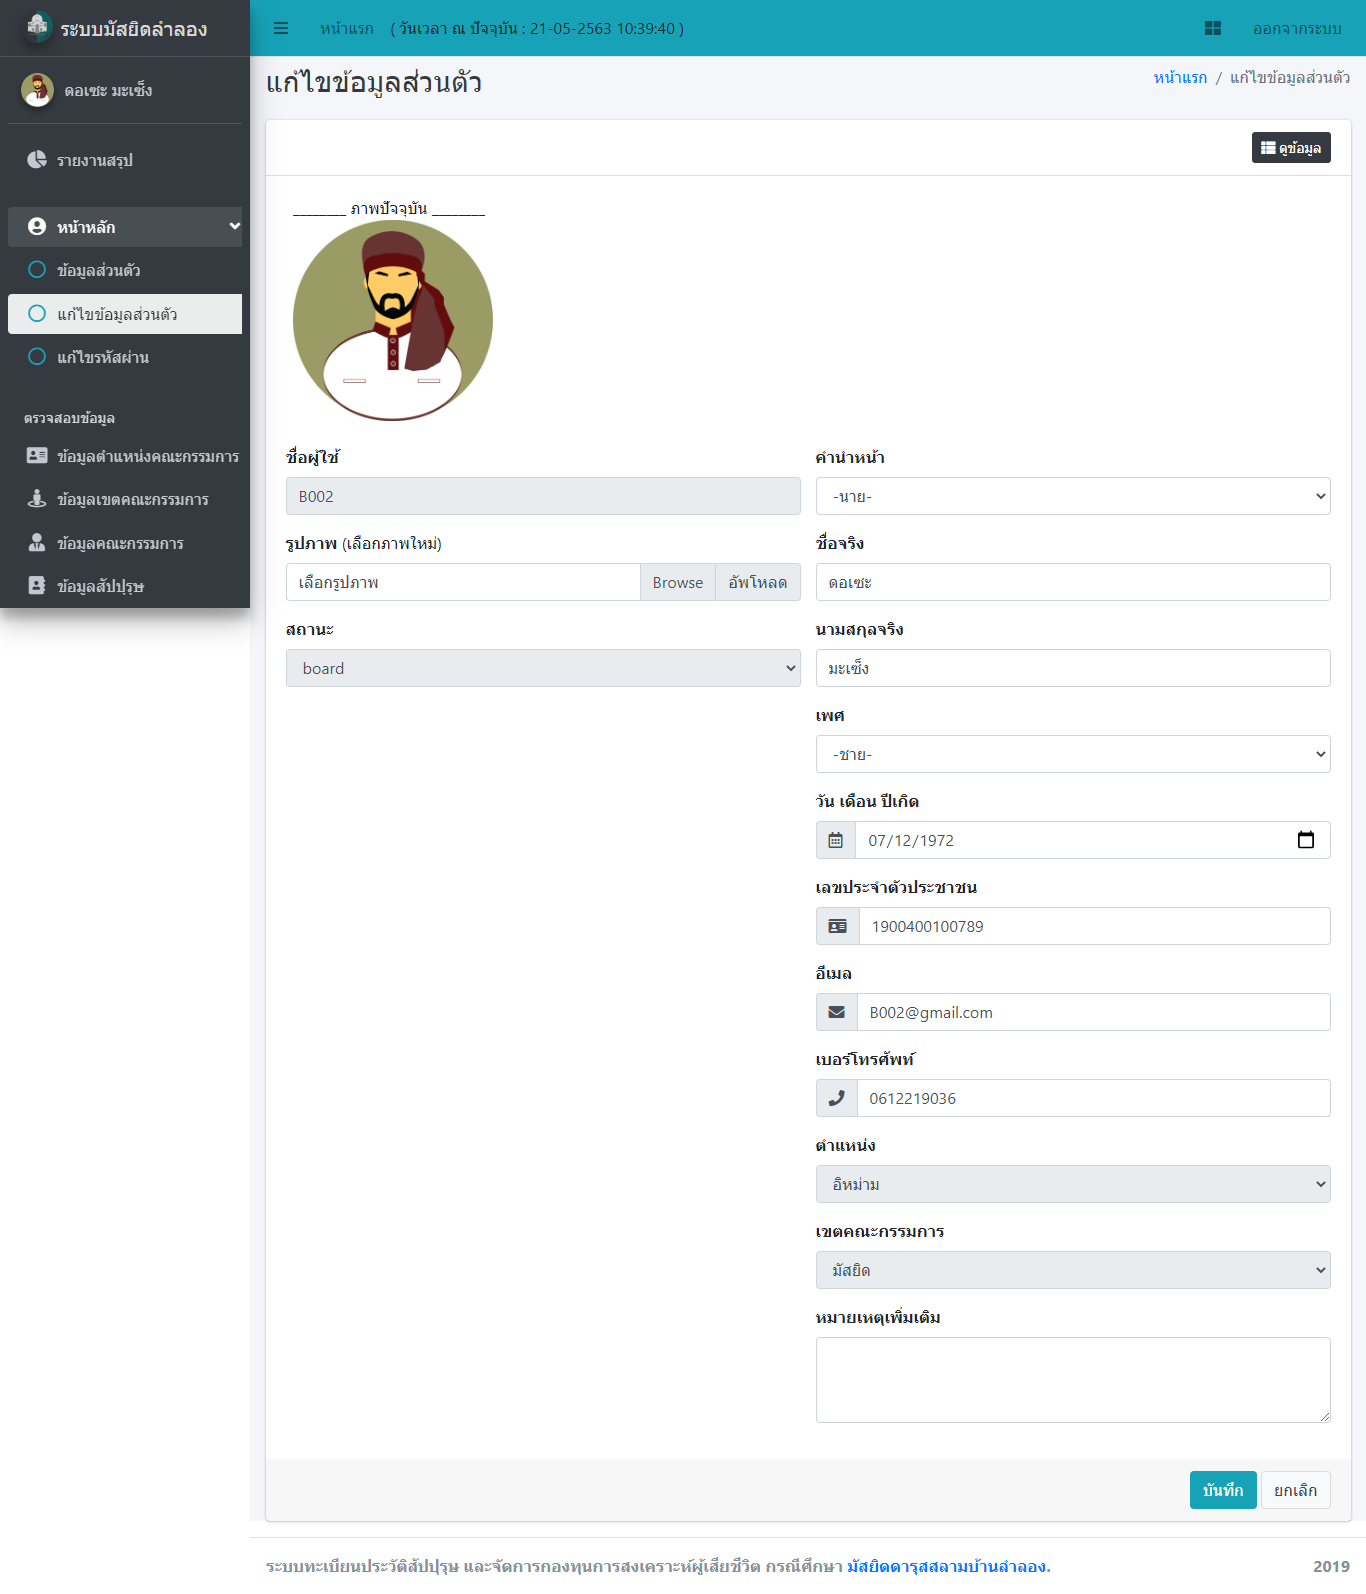 ระบบมัสยิดลำลอง
หน้าแรก ( วันเวลา ณ ปัจจุบัน : 21-05-2563 10:39:40 )
ออกจากระบบ
ดอเซะ มะเซ็ง
รายงานสรุป
หน้าหลัก
ข้อมูลส่วนตัว
แก้ไขข้อมูลส่วนตัว
แก้ไขรหัสผ่าน
ตรวจสอบข้อมูล
ข้อมูลตำแหน่งคณะกรรมการ
ข้อมูลเขตคณะกรรมการ
ข้อมูลคณะกรรมการ
ข้อมูลสัปปุรุษ
แก้ไขข้อมูลส่วนตัว
หน้าแรก / แก้ไขข้อมูลส่วนตัว
ดูข้อมูล
________ ภาพปัจจุบัน ________
ชื่อผู้ใช้
B002
รูปภาพ (เลือกภาพใหม่)
เลือกรูปภาพ Browse อัพโหลด
สถานะ
board
คำนำหน้า
-นาย-
ชื่อจริง
ดอเซะ
นามสกุลจริง
มะเซ็ง
เพศ
-ชาย-
วัน เดือน ปีเกิด
07/12/1972
เลขประจำตัวประชาชน
1900400100789
อีเมล
B002@gmail.com
เบอร์โทรศัพท์
0612219036
ตำแหน่ง
อิหม่าม
เขตคณะกรรมการ
มัสยิด
หมายเหตุเพิ่มเติม
บันทึก ยกเลิก
ระบบทะเบียนประวัติสัปปุรุษ และจัดการกองทุนการสงเคราะห์ผู้เสียชีวิต กรณีศึกษา มัสยิดดารุสสลามบ้านลำลอง. 2019